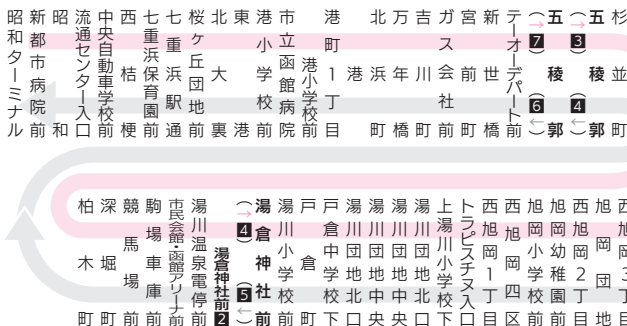 昭和ターミナル
新都市病院前
昭和
流通センター入口
中央自動車学校前
西桔梗
七重浜保育園前
七重浜駅通
桜ヶ丘団地前
北大裏
東港
港小学校前
市立函館病院
港小学校前
港町1丁目
港
北浜町
万年橋
吉川町
ガス会社前
宮前町
新世橋
テーオーデパート前
(→7) 五稜郭 (6←)
(→3) 五稜郭 (4←)
杉並町
柏木町
深堀町
競馬場前
駒場車庫前
市民会館・函館アリーナ前
湯川温泉電停前
湯倉神社前2
(→4) 湯倉神社前 (5←)
湯川小学校前
戸倉町
戸倉中学校下
湯川団地北口
湯川団地中央
湯川団地中央
湯川団地北口
上湯川小学校下
トラピスチヌ入口
西旭岡1丁目
西旭岡四区
旭岡小学校前
旭岡幼稚園前
西旭岡2丁目
旭岡団地
西旭岡3丁目